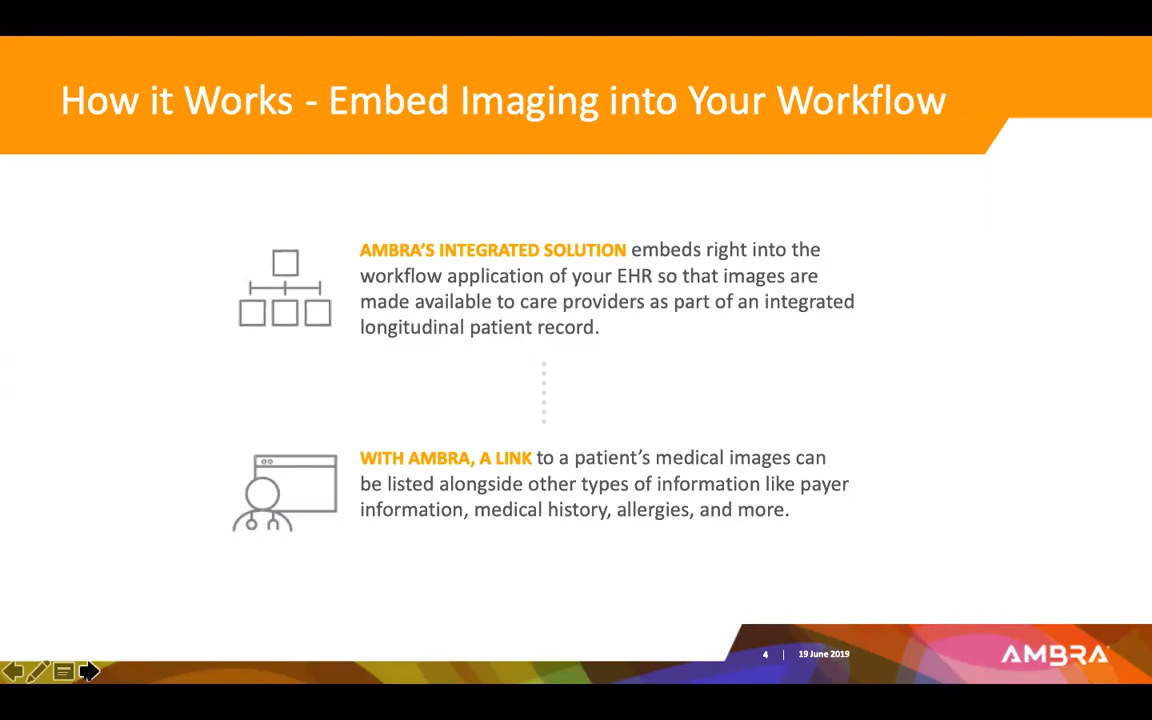 How it Works - Embed Imaging into Your Workflow
AMBRA’S INTEGRATED SOLUTION embeds right into the
workflow application of your EHR so that images are
made available to care providers as part of an integrated
longitudinal patient record.
WITH AMBRA, A LINK to a patient’s medical images can
be listed alongside other types of information like payer
information, medical history, allergies, and more.
4 | 19 June 2019
AMBRA